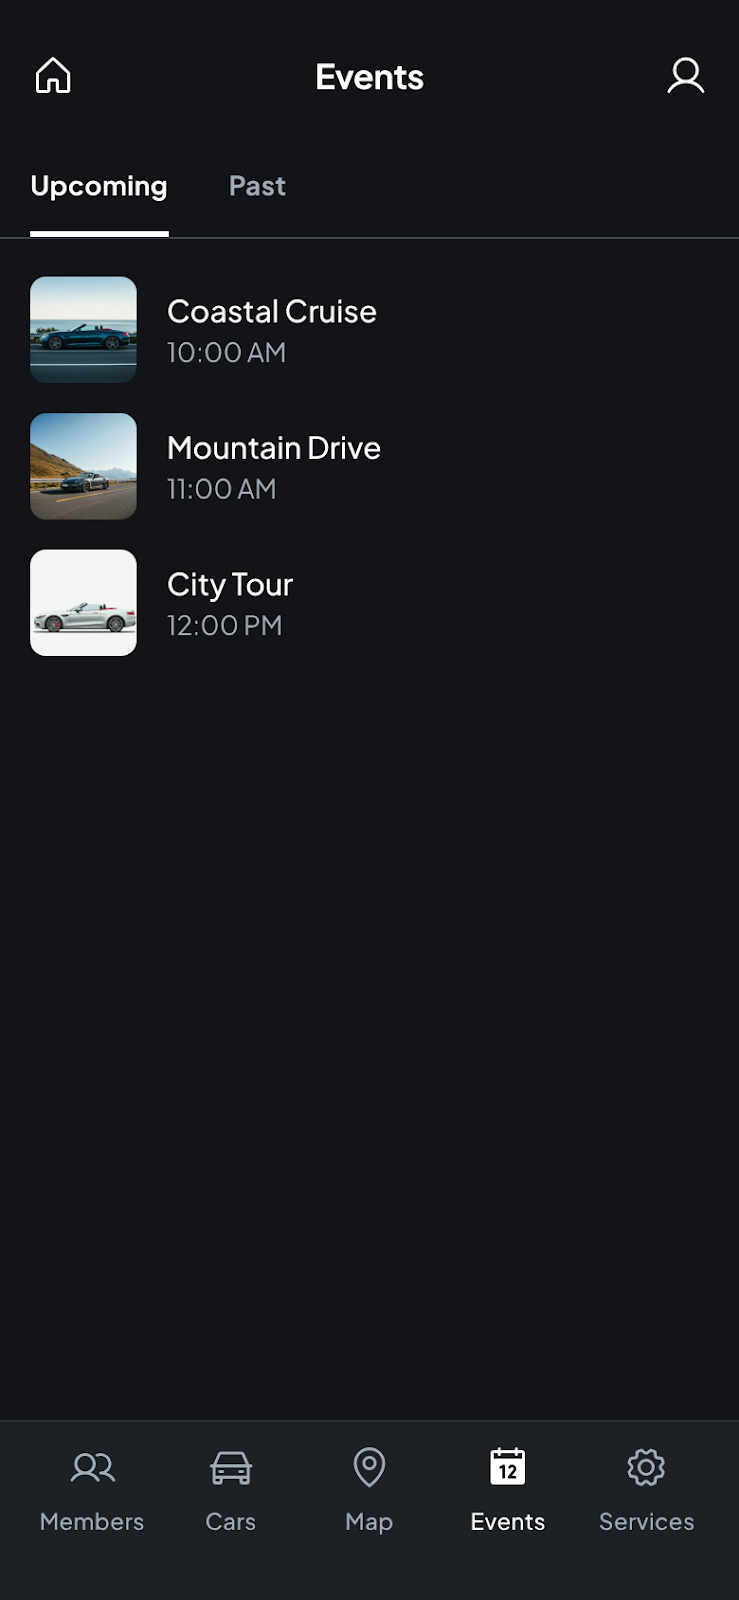 Events
Upcoming
Past
Coastal Cruise
10:00 AM
Mountain Drive
11:00 AM
City Tour
12:00 PM
12
Members
Cars
Map
Events
Services